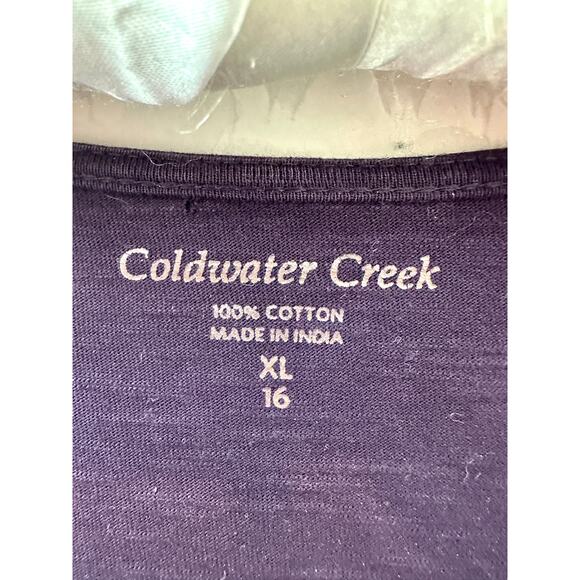 Coldwater Creek
100% COTTON
MADE IN INDIA
XL
16